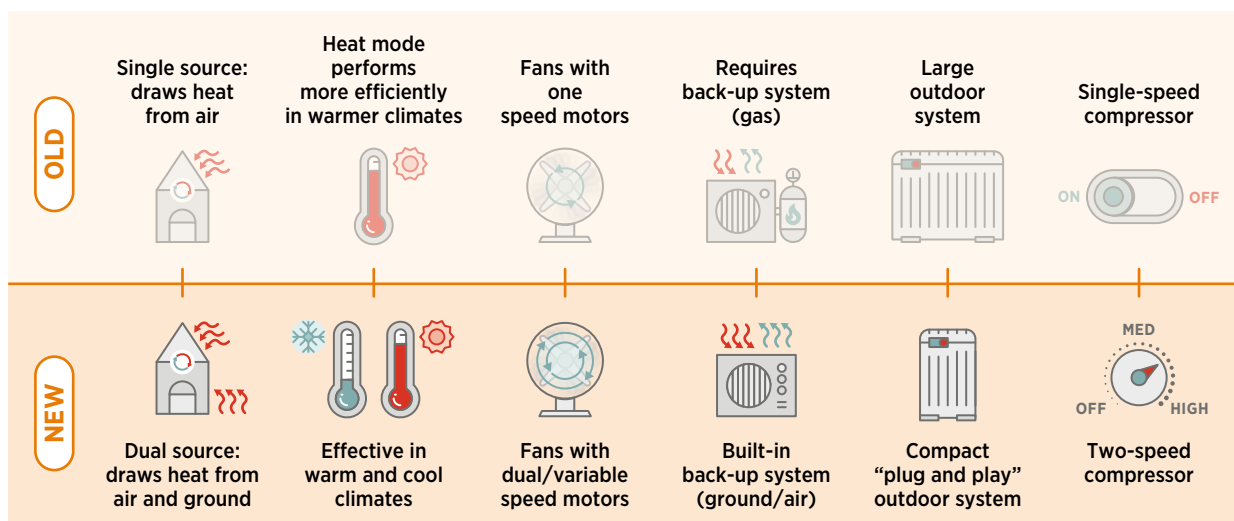 OLD
Single source:
draws heat
from air
Heat mode
performs
more efficiently
in warmer climates
Fans with
one
speed motors
Requires
back-up system
(gas)
Large
outdoor
system
Single-speed
compressor
ON
OFF
NEW
Dual source:
draws heat from
air and ground
Effective in
warm and cool
climates
Fans with
dual/variable
speed motors
Built-in
back-up system
(ground/air)
Compact
“plug and play”
outdoor system
MED
OFF
HIGH
Two-speed
compressor